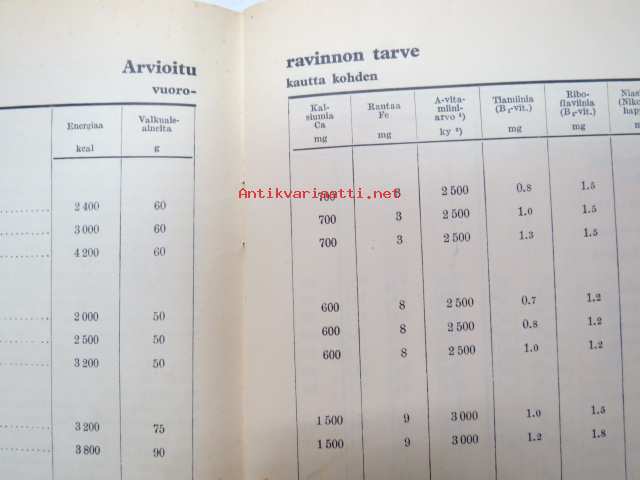 Arvioitu ravinnon tarve
vuoro- kautta kohden
Energiaa Valkuais-
aineita
kcal g
Kal-
siumia
Ca Rautaa
Fe A-vita-
miini-
arvo ⁴) Tiamiinia
(B₁-vit.) Ribo-
flaviinia
(B₂-vit.)
mg mg ky ²) mg mg
Antikvariaatti.net
2 400 60 700 3 2 500 0.8 1.5
3 000 60 700 3 2 500 1.0 1.5
4 200 60 700 3 2 500 1.3 1.5
2 000 50 600 8 2 500 0.7 1.2
2 500 50 600 8 2 500 0.8 1.2
3 200 50 600 8 2 500 1.0 1.2
3 200 75 1 500 9 3 000 1.0 1.5
3 800 90 1 500 9 3 000 1.2 1.8